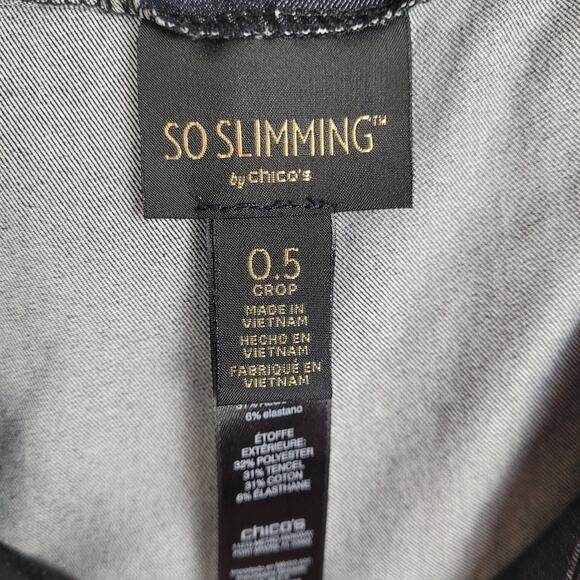 SO SLIMMING™
by chico's
0.5
CROP
MADE IN
VIETNAM
HECHO EN
VIETNAM
FABRIQUÉ EN
VIETNAM
6% elastano
ÉTOFFE
EXTÉRIEURE:
32% POLYESTER
31% TENCEL
31% COTON
6% ÉLASTHANE
chico's